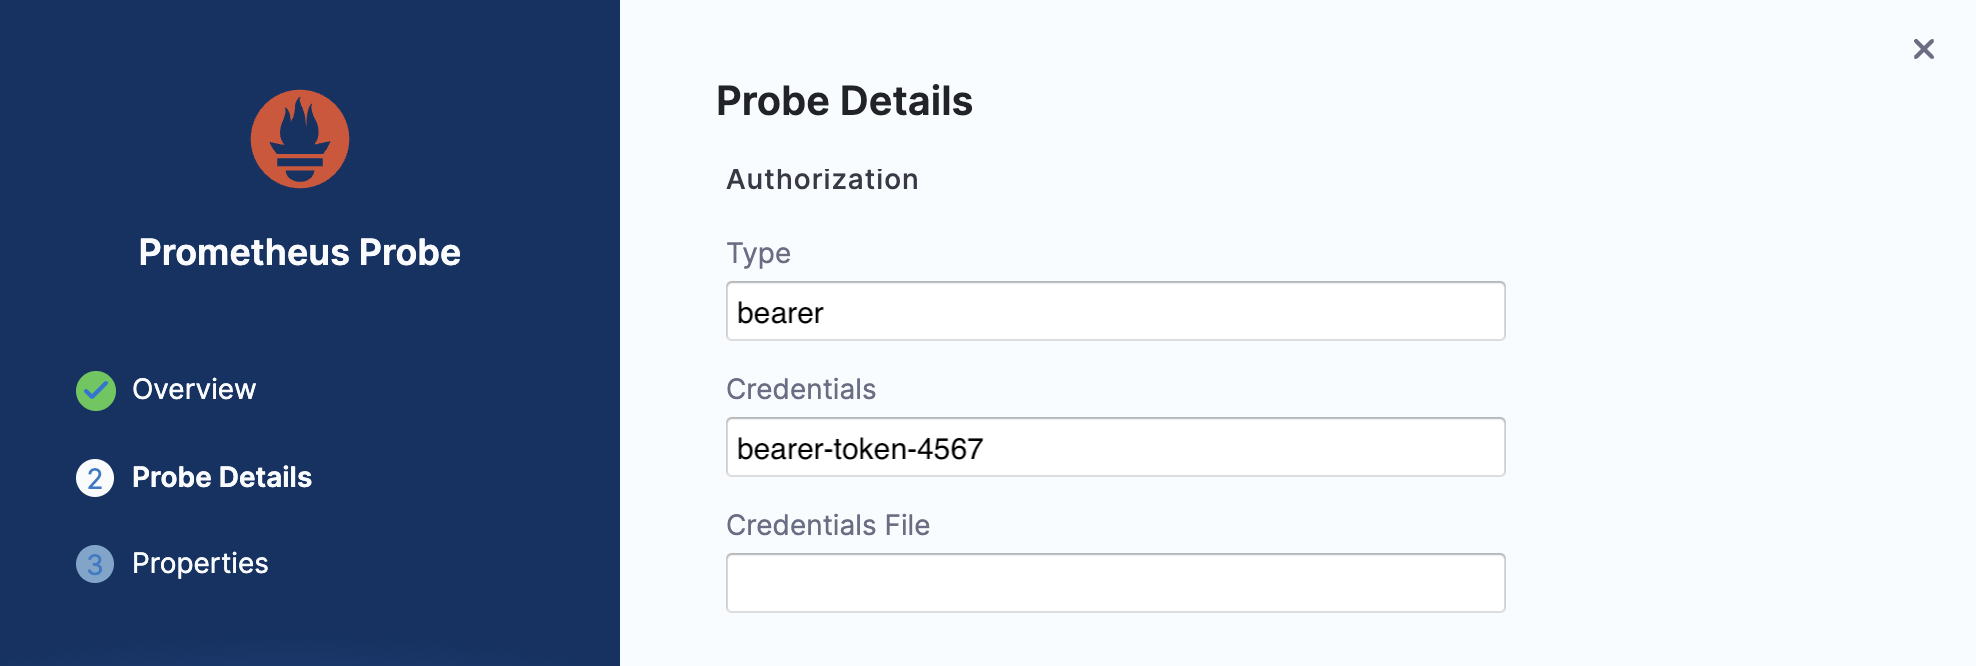 Prometheus Probe
Overview
2 Probe Details
3 Properties
Probe Details
Authorization
Type
bearer
Credentials
bearer-token-4567
Credentials File